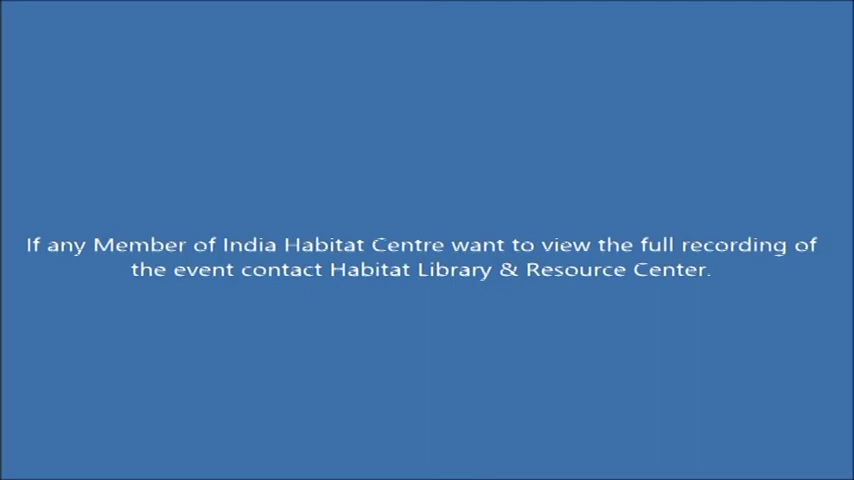 If any Member of India Habitat Centre want to view the full recording of
the event contact Habitat Library & Resource Center.